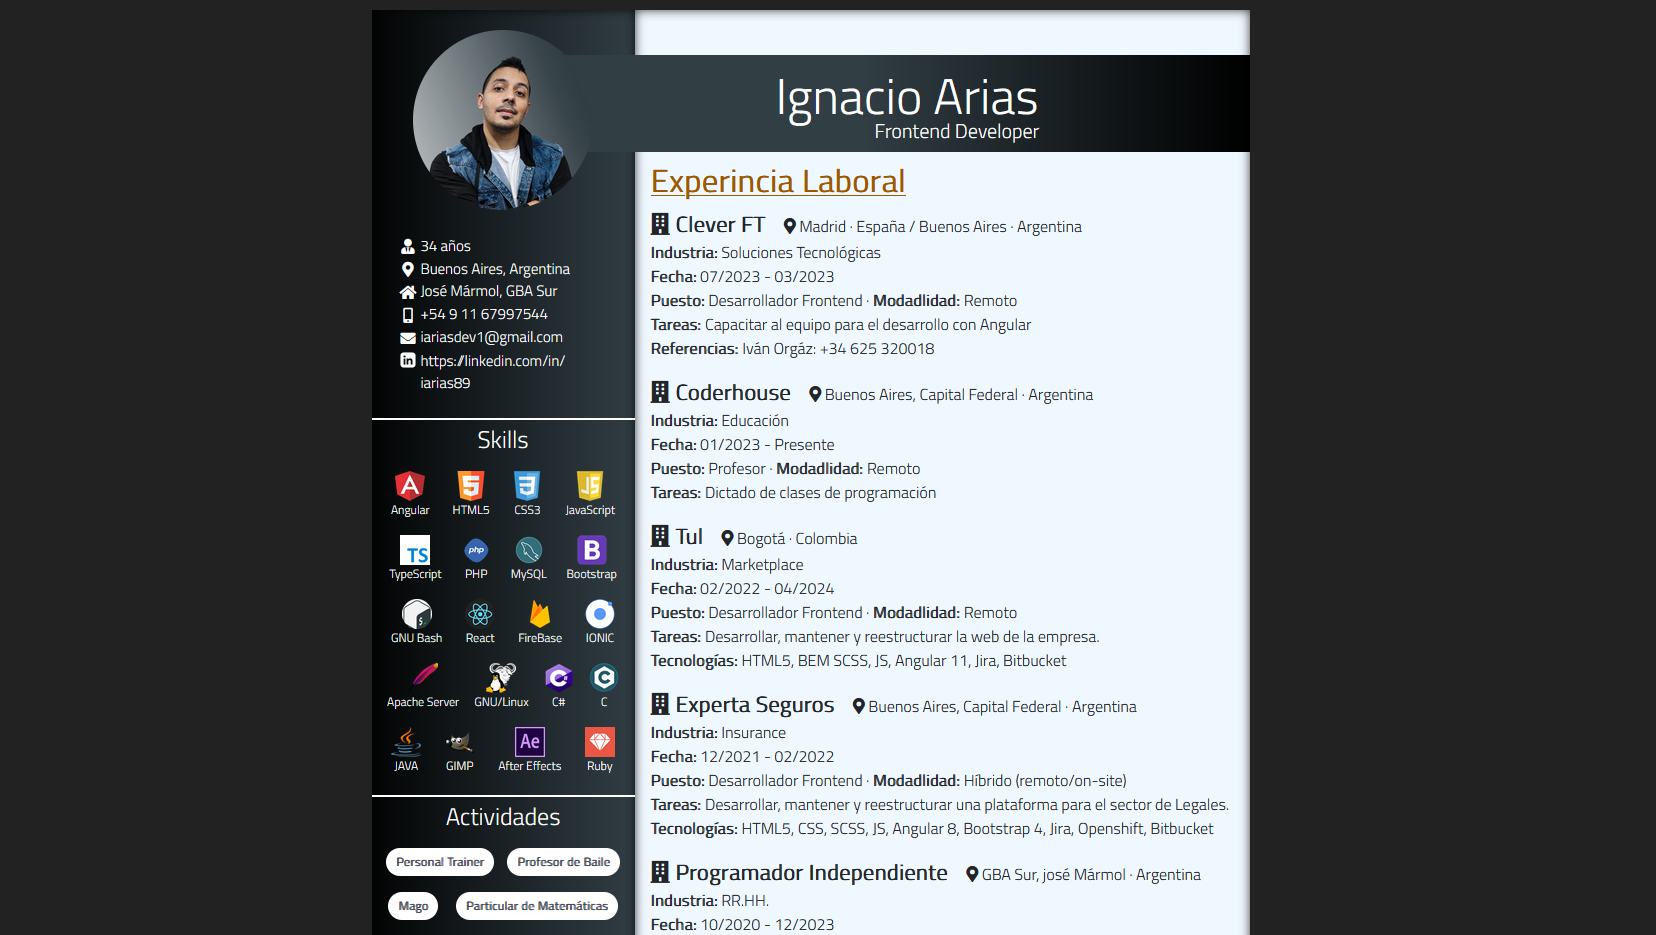 Ignacio Arias
Frontend Developer
34 años
Buenos Aires, Argentina
José Mármol, GBA Sur
+54 9 11 67997544
iariasdev1@gmail.com
https://linkedin.com/in/
iarias89
Skills
Angular HTML5 CSS3 JavaScript
TypeScript PHP MySQL Bootstrap
GNU Bash React FireBase IONIC
Apache Server GNU/Linux C# C
JAVA GIMP After Effects Ruby
Actividades
Personal Trainer Profesor de Baile
Mago Particular de Matemáticas
Experincia Laboral
Clever FT Madrid · España / Buenos Aires · Argentina
Industria: Soluciones Tecnológicas
Fecha: 07/2023 - 03/2023
Puesto: Desarrollador Frontend · Modadlidad: Remoto
Tareas: Capacitar al equipo para el desarrollo con Angular
Referencias: Iván Orgáz: +34 625 320018
Coderhouse Buenos Aires, Capital Federal · Argentina
Industria: Educación
Fecha: 01/2023 - Presente
Puesto: Profesor · Modadlidad: Remoto
Tareas: Dictado de clases de programación
Tul Bogotá · Colombia
Industria: Marketplace
Fecha: 02/2022 - 04/2024
Puesto: Desarrollador Frontend · Modadlidad: Remoto
Tareas: Desarrollar, mantener y reestructurar la web de la empresa.
Tecnologías: HTML5, BEM SCSS, JS, Angular 11, Jira, Bitbucket
Experta Seguros Buenos Aires, Capital Federal · Argentina
Industria: Insurance
Fecha: 12/2021 - 02/2022
Puesto: Desarrollador Frontend · Modadlidad: Híbrido (remoto/on-site)
Tareas: Desarrollar, mantener y reestructurar una plataforma para el sector de Legales.
Tecnologías: HTML5, CSS, SCSS, JS, Angular 8, Bootstrap 4, Jira, Openshift, Bitbucket
Programador Independiente GBA Sur, josé Mármol · Argentina
Industria: RR.HH.
Fecha: 10/2020 - 12/2023